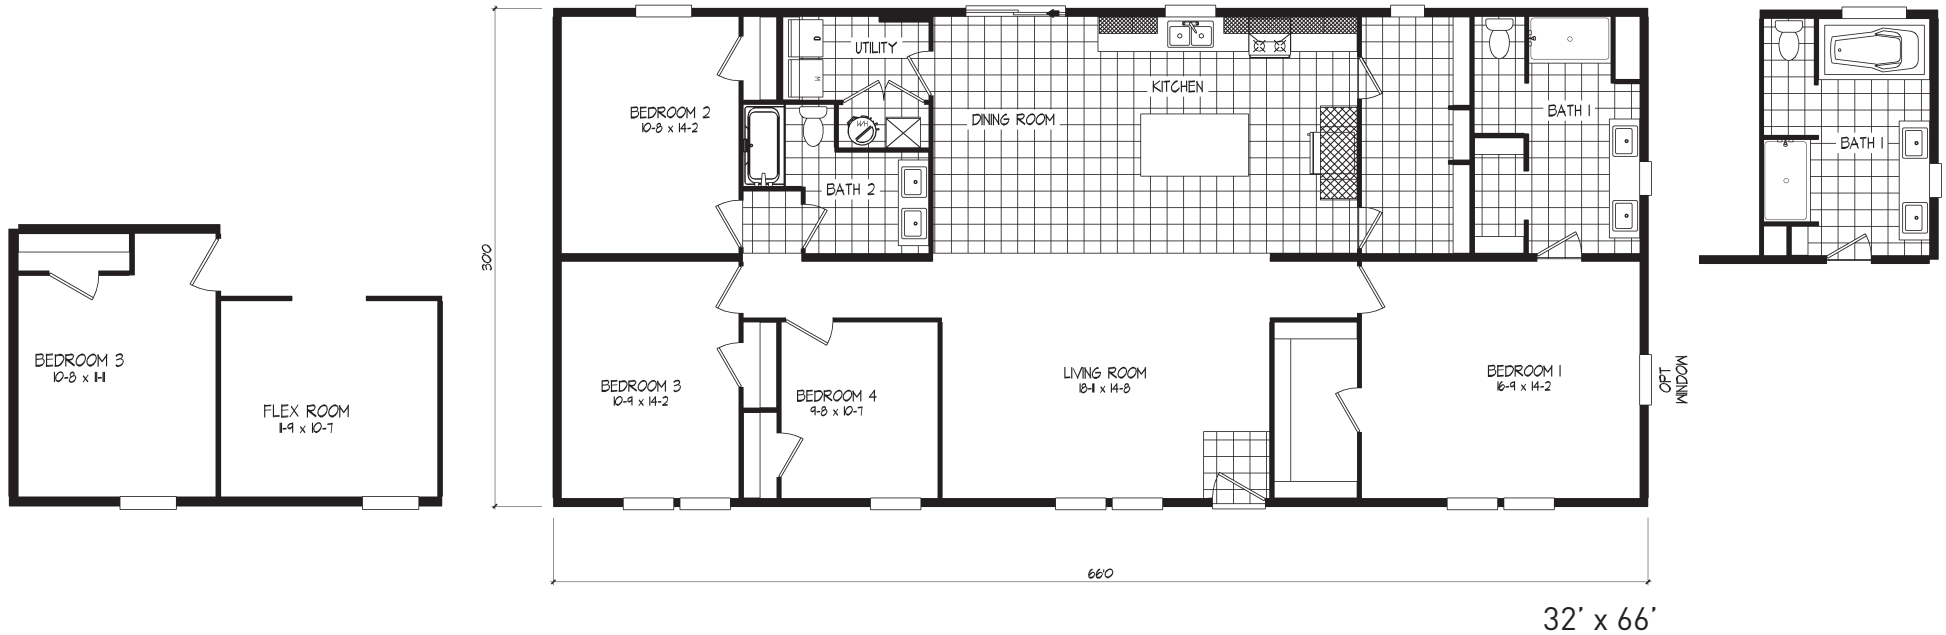 BEDROOM 3
10-8 x 11-1
FLEX ROOM
11-9 x 10-7
30'0
BEDROOM 2
10-8 x 14-2
D
W
UTILITY
WH
BATH 2
DINING ROOM
KITCHEN
BATH 1
BEDROOM 3
10-9 x 14-2
BEDROOM 4
9-8 x 10-7
LIVING ROOM
18-11 x 14-8
BEDROOM 1
16-9 x 14-2
OPT
WINDOW
66'0
BATH 1
32' x 66'